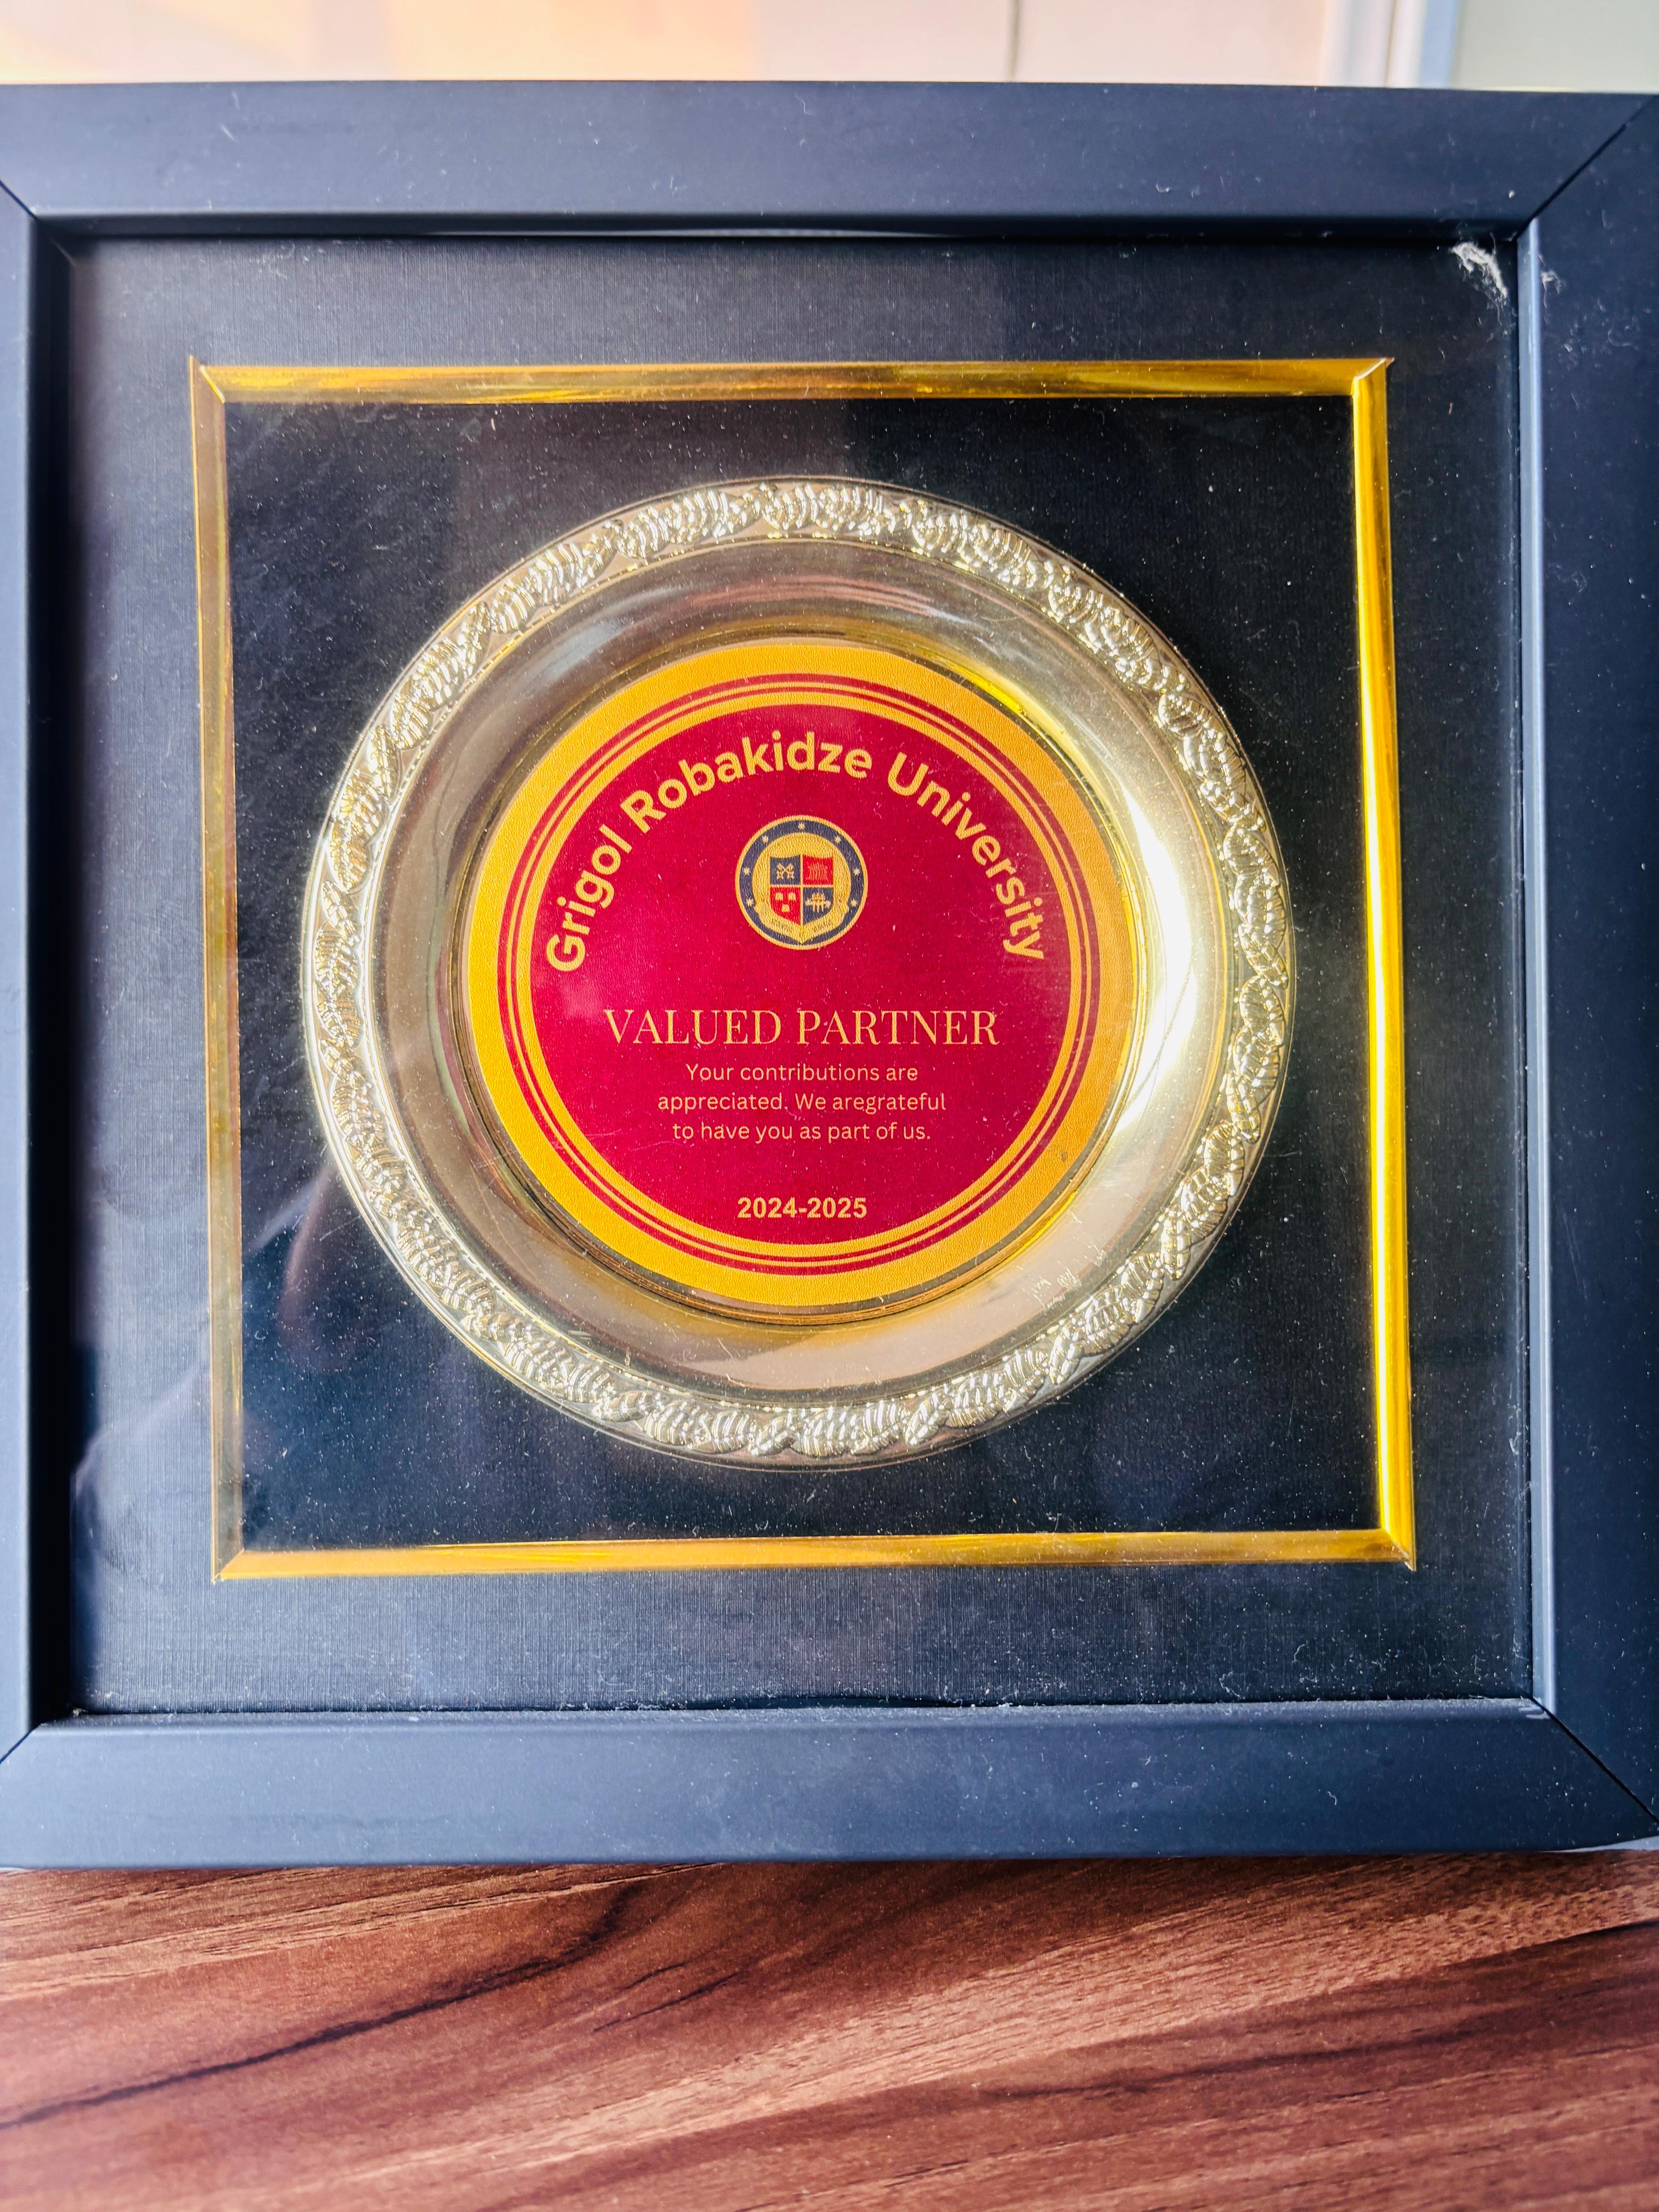 Grigol Robakidze University
VALUED PARTNER
Your contributions are
appreciated. We aregrateful
to have you as part of us.
2024-2025